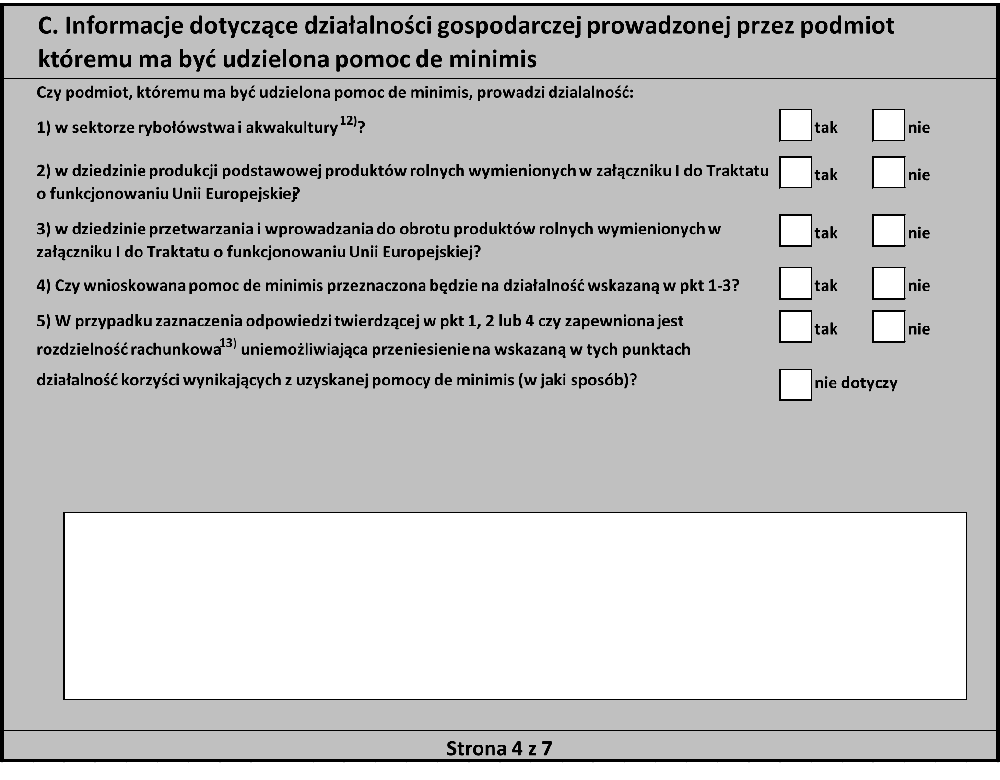 C. Informacje dotyczące działalności gospodarczej prowadzonej przez podmiot
któremu ma być udzielona pomoc de minimis
Czy podmiot, któremu ma być udzielona pomoc de minimis, prowadzi dzialalność:
1) w sektorze rybołówstwa i akwakultury 12)? tak nie
2) w dziedzinie produkcji podstawowej produktów rolnych wymienionych w załączniku I do Traktatu tak nie
o funkcjonowaniu Unii Europejskiej?
3) w dziedzinie przetwarzania i wprowadzania do obrotu produktów rolnych wymienionych w tak nie
załączniku I do Traktatu o funkcjonowaniu Unii Europejskiej?
4) Czy wnioskowana pomoc de minimis przeznaczona będzie na działalność wskazaną w pkt 1-3? tak nie
5) W przypadku zaznaczenia odpowiedzi twierdzącej w pkt 1, 2 lub 4 czy zapewniona jest tak nie
rozdzielność rachunkowa13) uniemożliwiająca przeniesienie na wskazaną w tych punktach
działalność korzyści wynikających z uzyskanej pomocy de minimis (w jaki sposób)? nie dotyczy
Strona 4 z 7